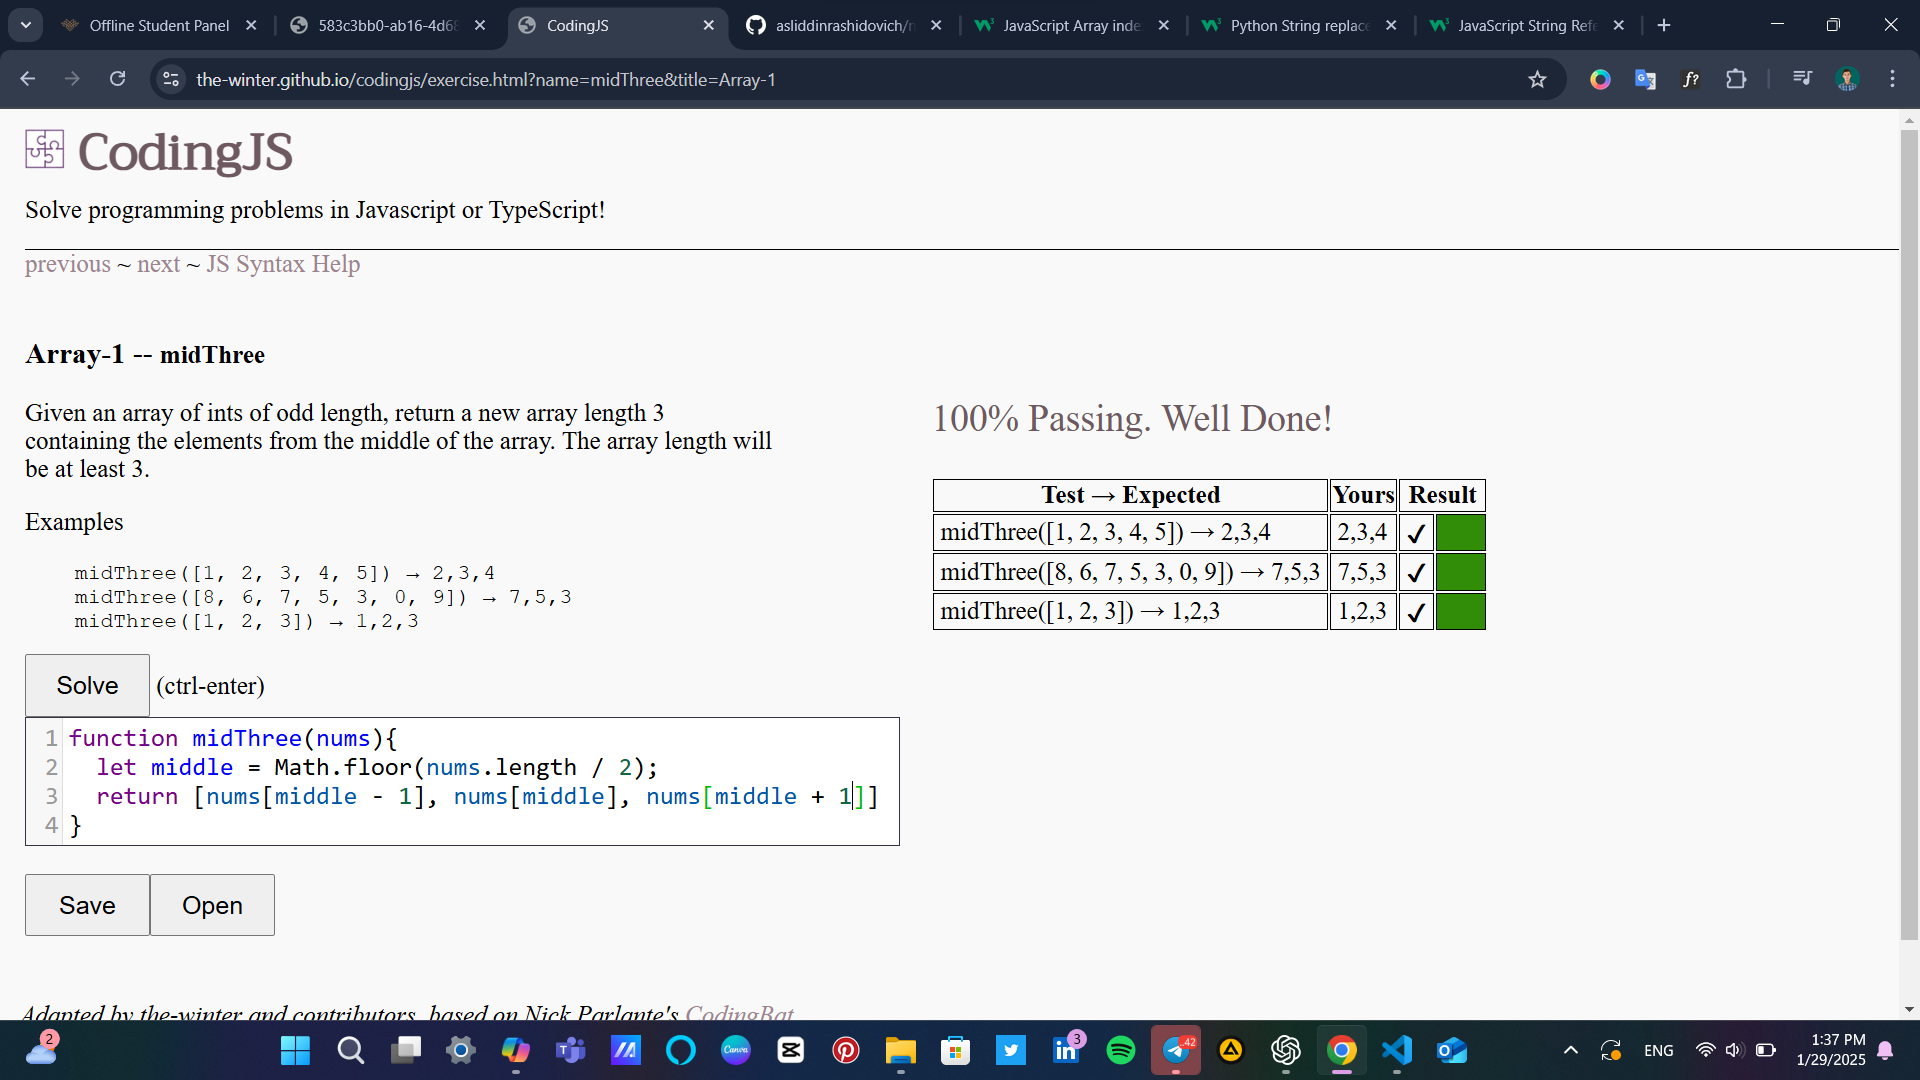 Offline Student Panel
583c3bb0-ab16-4d68
CodingJS
asliddinrashidovich/
JavaScript Array inde
Python String replace
JavaScript String Refe
the-winter.github.io/codingjs/exercise.html?name=midThree&title=Array-1
CodingJS
Solve programming problems in Javascript or TypeScript!
previous ~ next ~ JS Syntax Help
Array-1 -- midThree
Given an array of ints of odd length, return a new array length 3
containing the elements from the middle of the array. The array length will
be at least 3.
Examples
midThree([1, 2, 3, 4, 5]) → 2,3,4
midThree([8, 6, 7, 5, 3, 0, 9]) → 7,5,3
midThree([1, 2, 3]) → 1,2,3
Solve (ctrl-enter)
1 function midThree(nums){
2 let middle = Math.floor(nums.length / 2);
3 return [nums[middle - 1], nums[middle], nums[middle + 1]]
4 }
Save Open
Adapted by the-winter and contributors, based on Nick Parlante's CodingBat
100% Passing. Well Done!
Test → Expected Yours Result
midThree([1, 2, 3, 4, 5]) → 2,3,4 2,3,4 ✓
midThree([8, 6, 7, 5, 3, 0, 9]) → 7,5,3 7,5,3 ✓
midThree([1, 2, 3]) → 1,2,3 1,2,3 ✓
2
Canva
3
..42
ENG
1:37 PM
1/29/2025